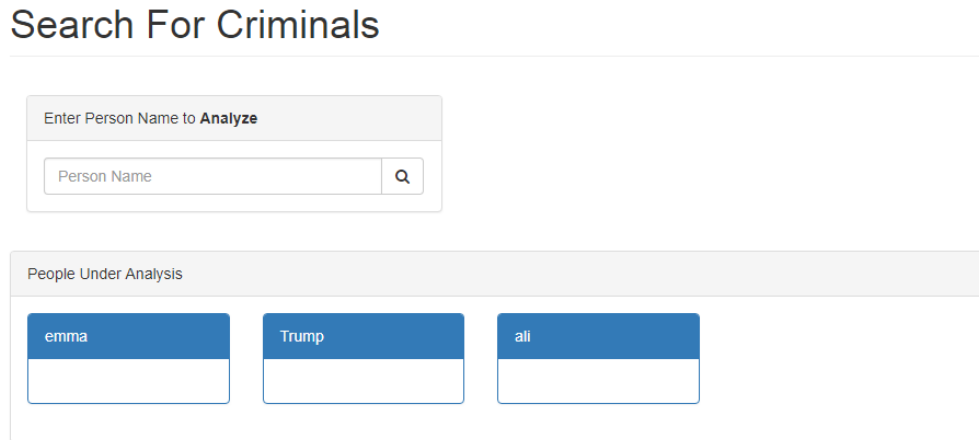 Search For Criminals
Enter Person Name to Analyze
Person Name
People Under Analysis
emma
Trump
ali